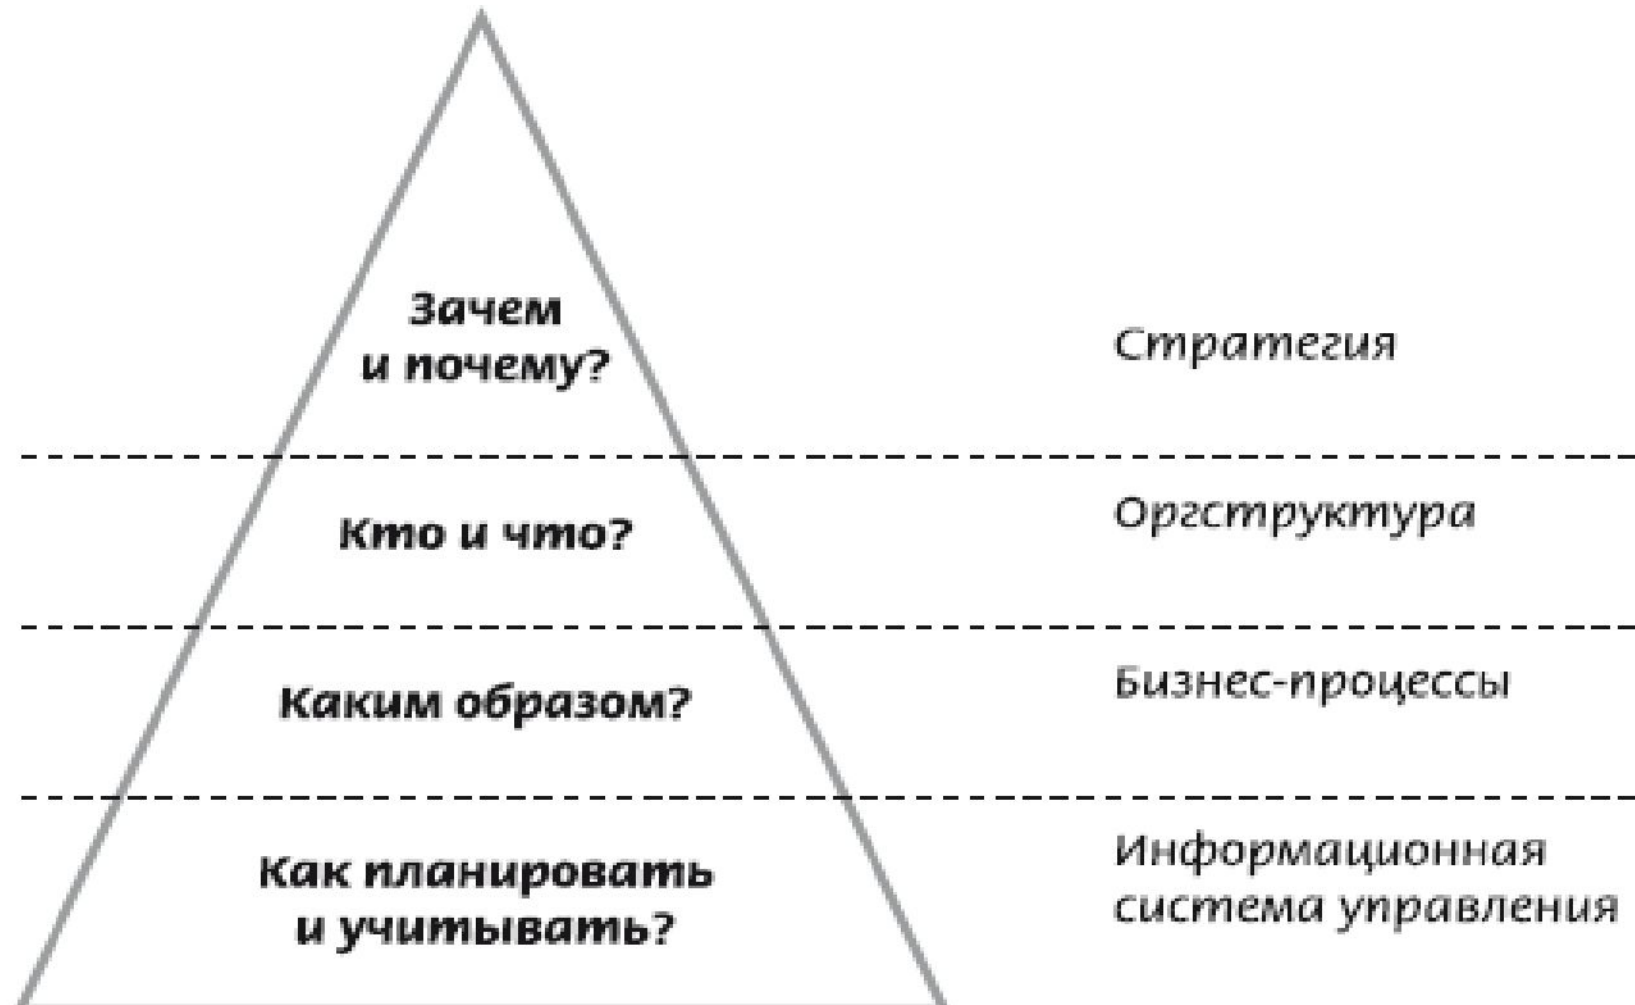 Зачем
и почему?
Стратегия
Кто и что?
Оргструктура
Каким образом?
Бизнес-процессы
Как планировать
и учитывать?
Информационная
система управления